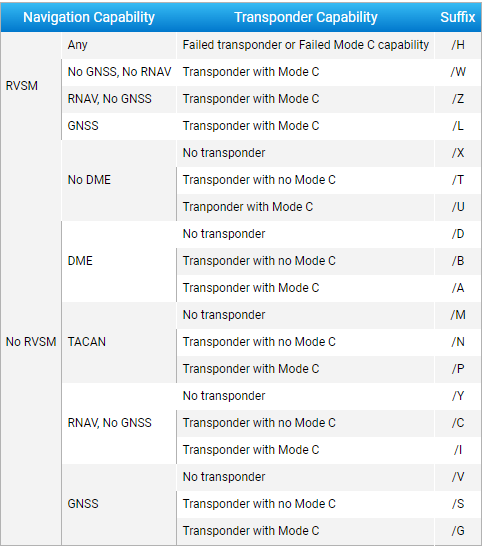 Navigation Capability Transponder Capability Suffix
Any Failed transponder or Failed Mode C capability /H
RVSM No GNSS, No RNAV Transponder with Mode C /W
RNAV, No GNSS Transponder with Mode C /Z
GNSS Transponder with Mode C /L
No transponder /X
No DME Transponder with no Mode C /T
Tranponder with Mode C /U
No transponder /D
DME Transponder with no Mode C /B
Transponder with Mode C /A
No transponder /M
No RVSM TACAN Transponder with no Mode C /N
Transponder with Mode C /P
No transponder /Y
RNAV, No GNSS Transponder with no Mode C /C
Transponder with Mode C /I
No transponder /V
GNSS Transponder with no Mode C /S
Transponder with Mode C /G